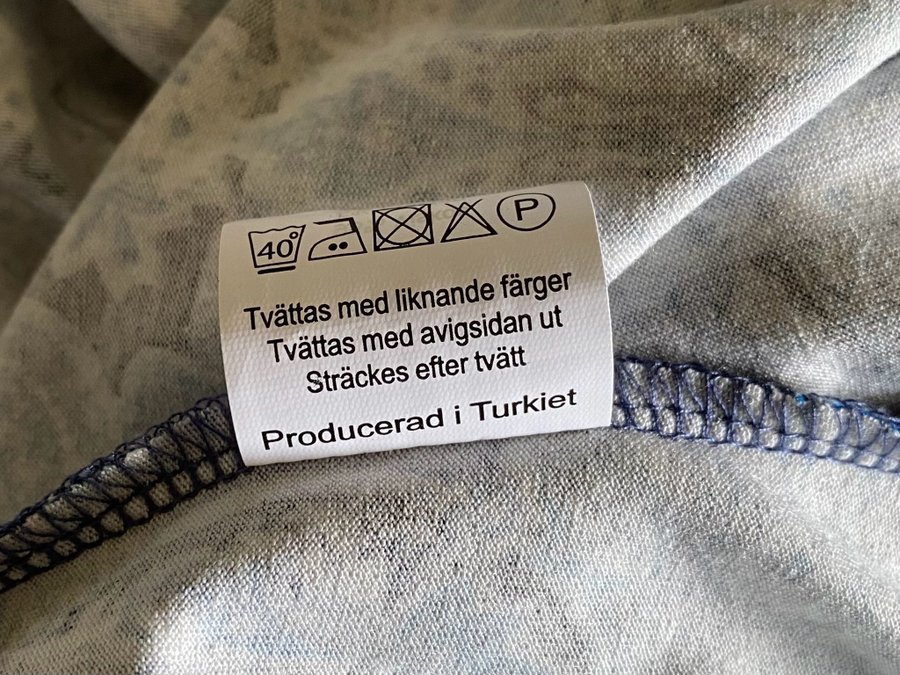 40° P
Tvättas med liknande färger
Tvättas med avigsidan ut
Sträckes efter tvätt
Producerad i Turkiet